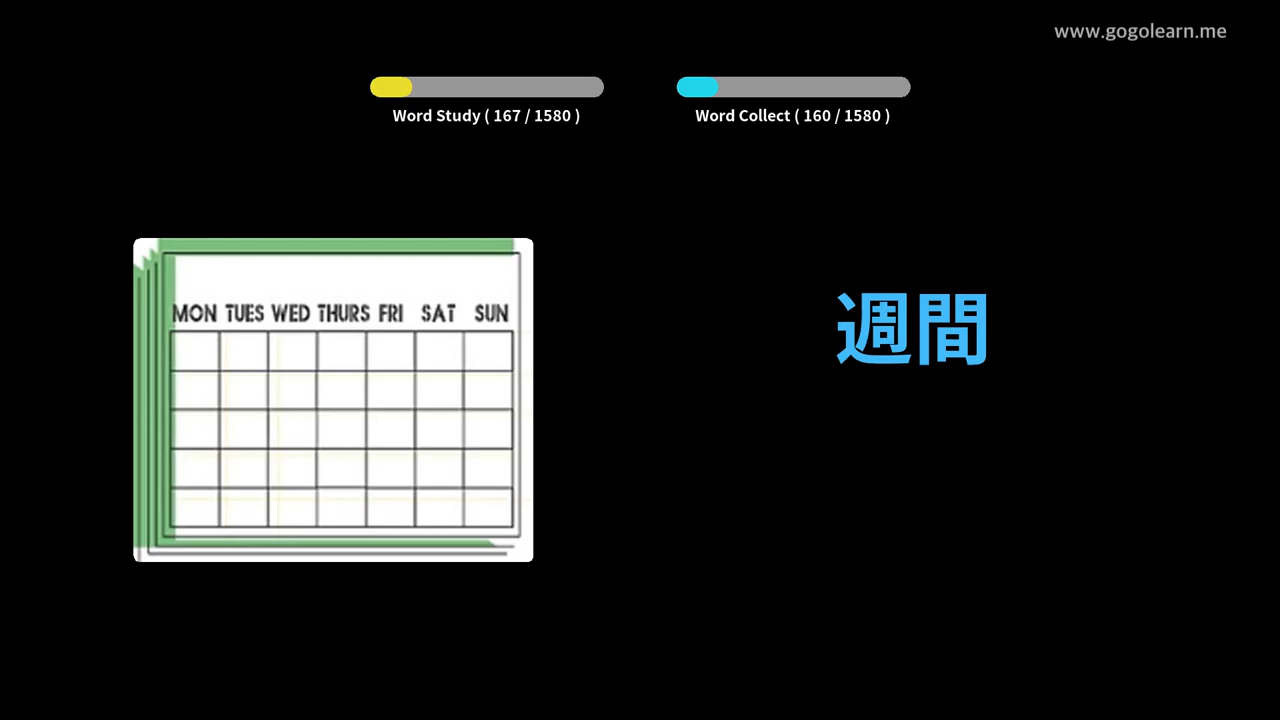 www.gogolearn.me
Word Study ( 167 / 1580 )
Word Collect ( 160 / 1580 )
MON TUES WED THURS FRI SAT SUN
週間